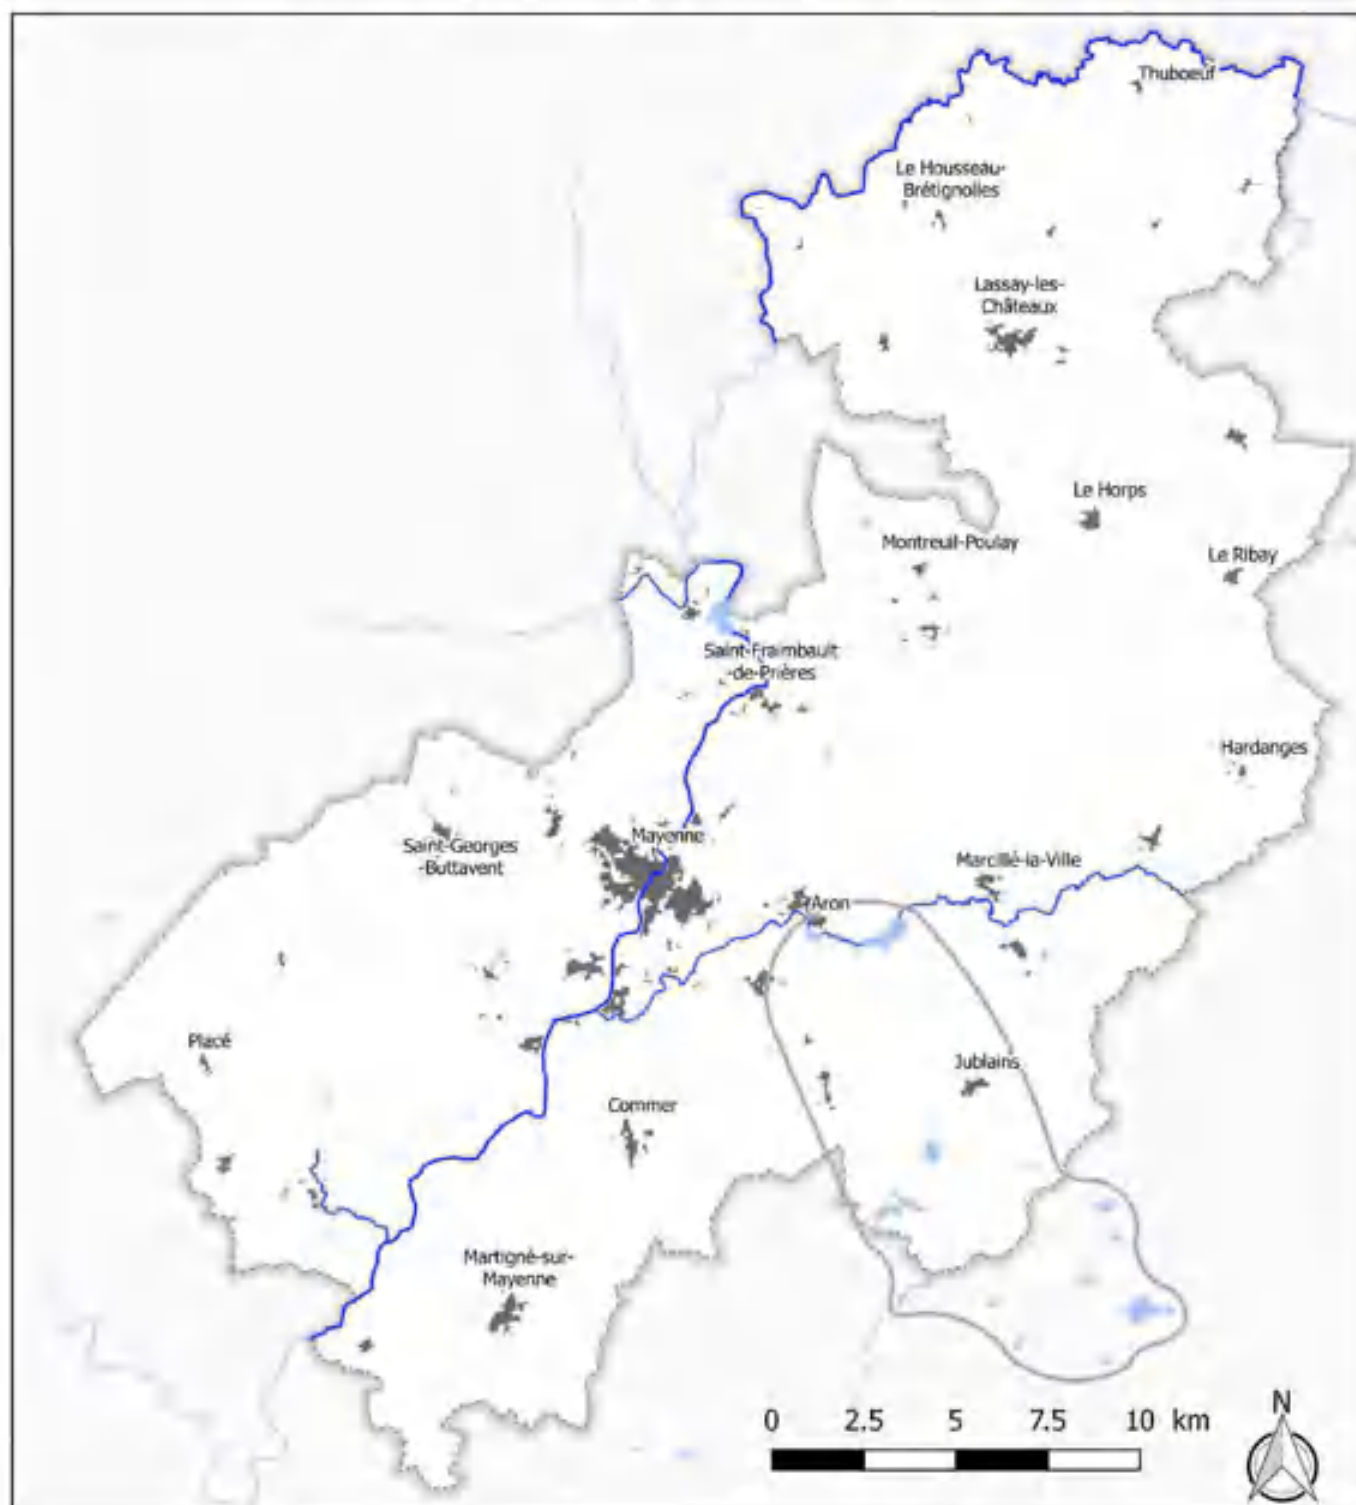 Thuboeuf
Le Housseau-
Brétignolles
Lassay-les-
Châteaux
Le Horps
Montreuil-Poulay
Le Ribay
Saint-Fraimbault
-de-Prières
Hardanges
Mayenne
Saint-Georges
-Buttavent
Marcillé-la-Ville
Aron
Placé
Jublains
Commer
Martigné-sur-
Mayenne
N
0 2.5 5 7.5 10 km